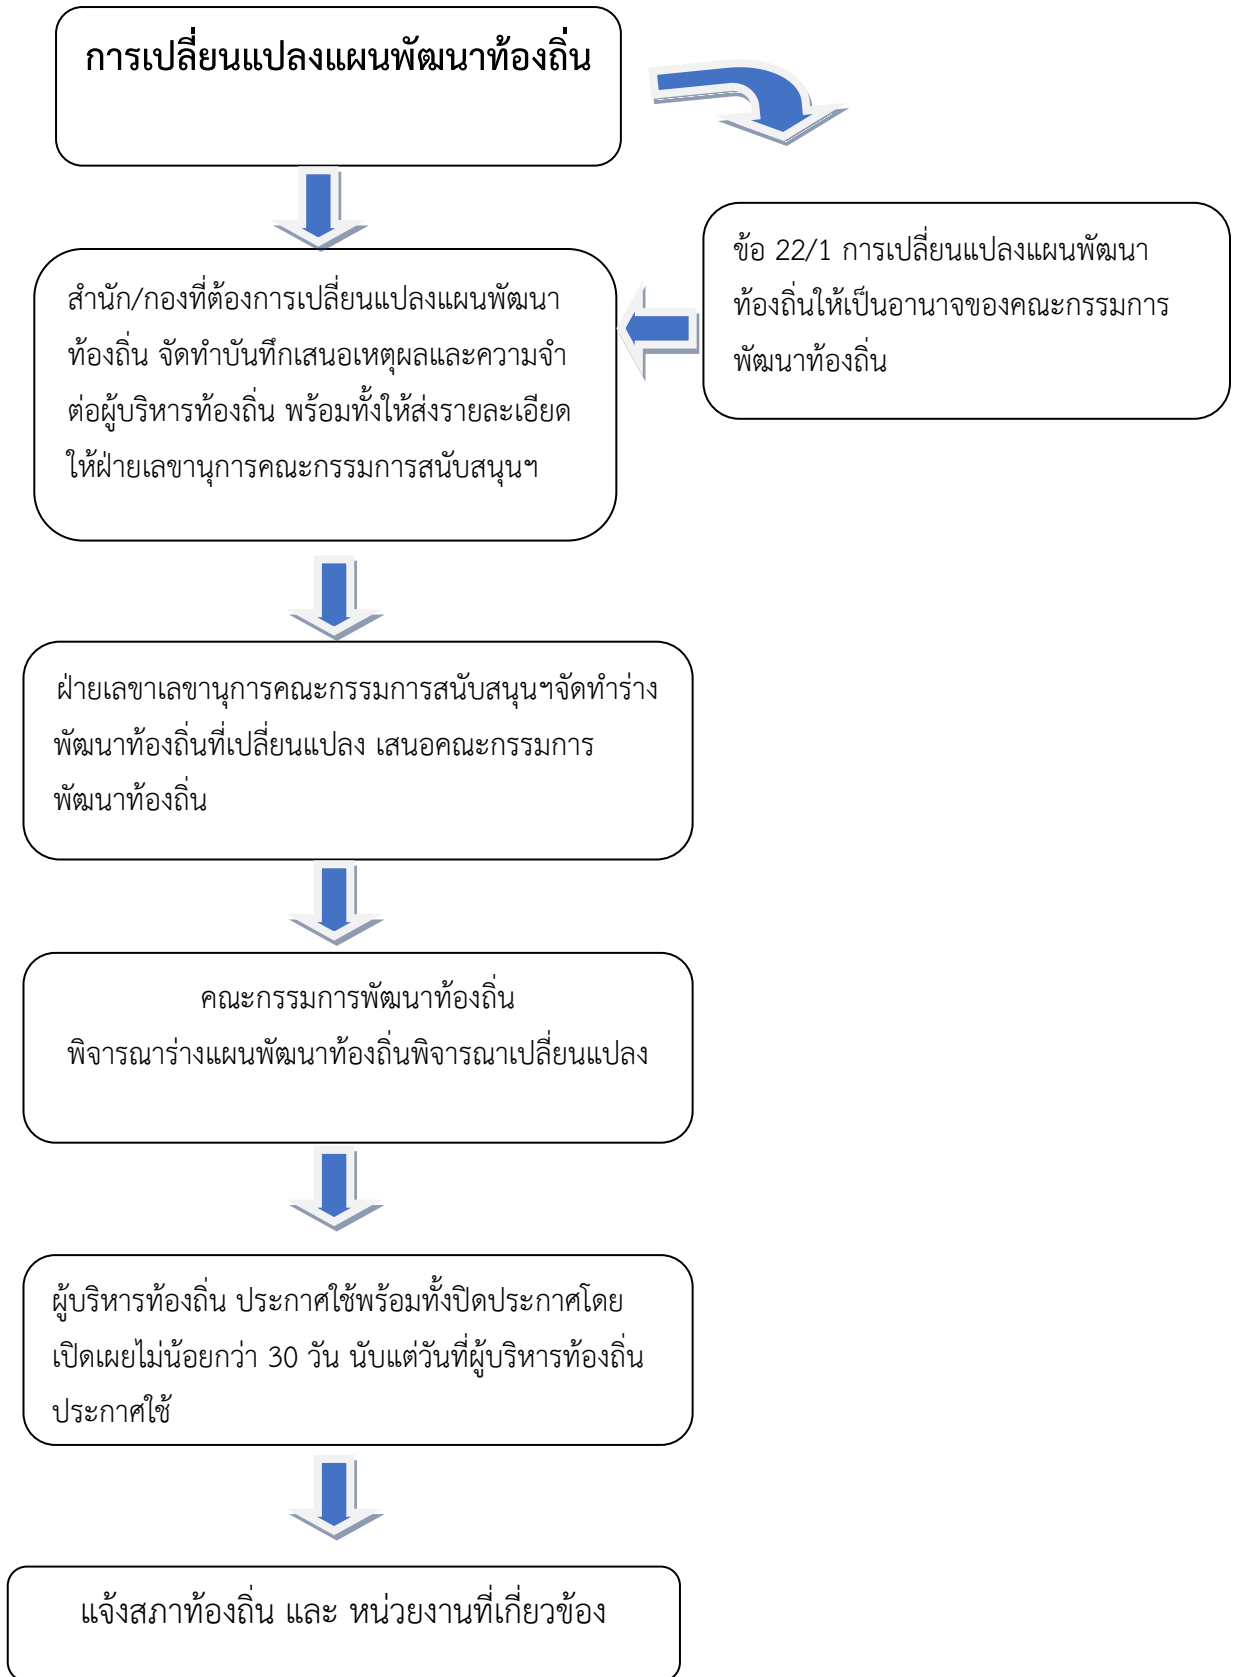 การเปลี่ยนแปลงแผนพัฒนาท้องถิ่น
ข้อ 22/1 การเปลี่ยนแปลงแผนพัฒนา
ท้องถิ่นให้เป็นอานาจของคณะกรรมการ
พัฒนาท้องถิ่น
สำนัก/กองที่ต้องการเปลี่ยนแปลงแผนพัฒนา
ท้องถิ่น จัดทำบันทึกเสนอเหตุผลและความจำ
ต่อผู้บริหารท้องถิ่น พร้อมทั้งให้ส่งรายละเอียด
ให้ฝ่ายเลขานุการคณะกรรมการสนับสนุนฯ
ฝ่ายเลขาเลขานุการคณะกรรมการสนับสนุนฯจัดทำร่าง
พัฒนาท้องถิ่นที่เปลี่ยนแปลง เสนอคณะกรรมการ
พัฒนาท้องถิ่น
คณะกรรมการพัฒนาท้องถิ่น
พิจารณาร่างแผนพัฒนาท้องถิ่นพิจารณาเปลี่ยนแปลง
ผู้บริหารท้องถิ่น ประกาศใช้พร้อมทั้งปิดประกาศโดย
เปิดเผยไม่น้อยกว่า 30 วัน นับแต่วันที่ผู้บริหารท้องถิ่น
ประกาศใช้
แจ้งสภาท้องถิ่น และ หน่วยงานที่เกี่ยวข้อง